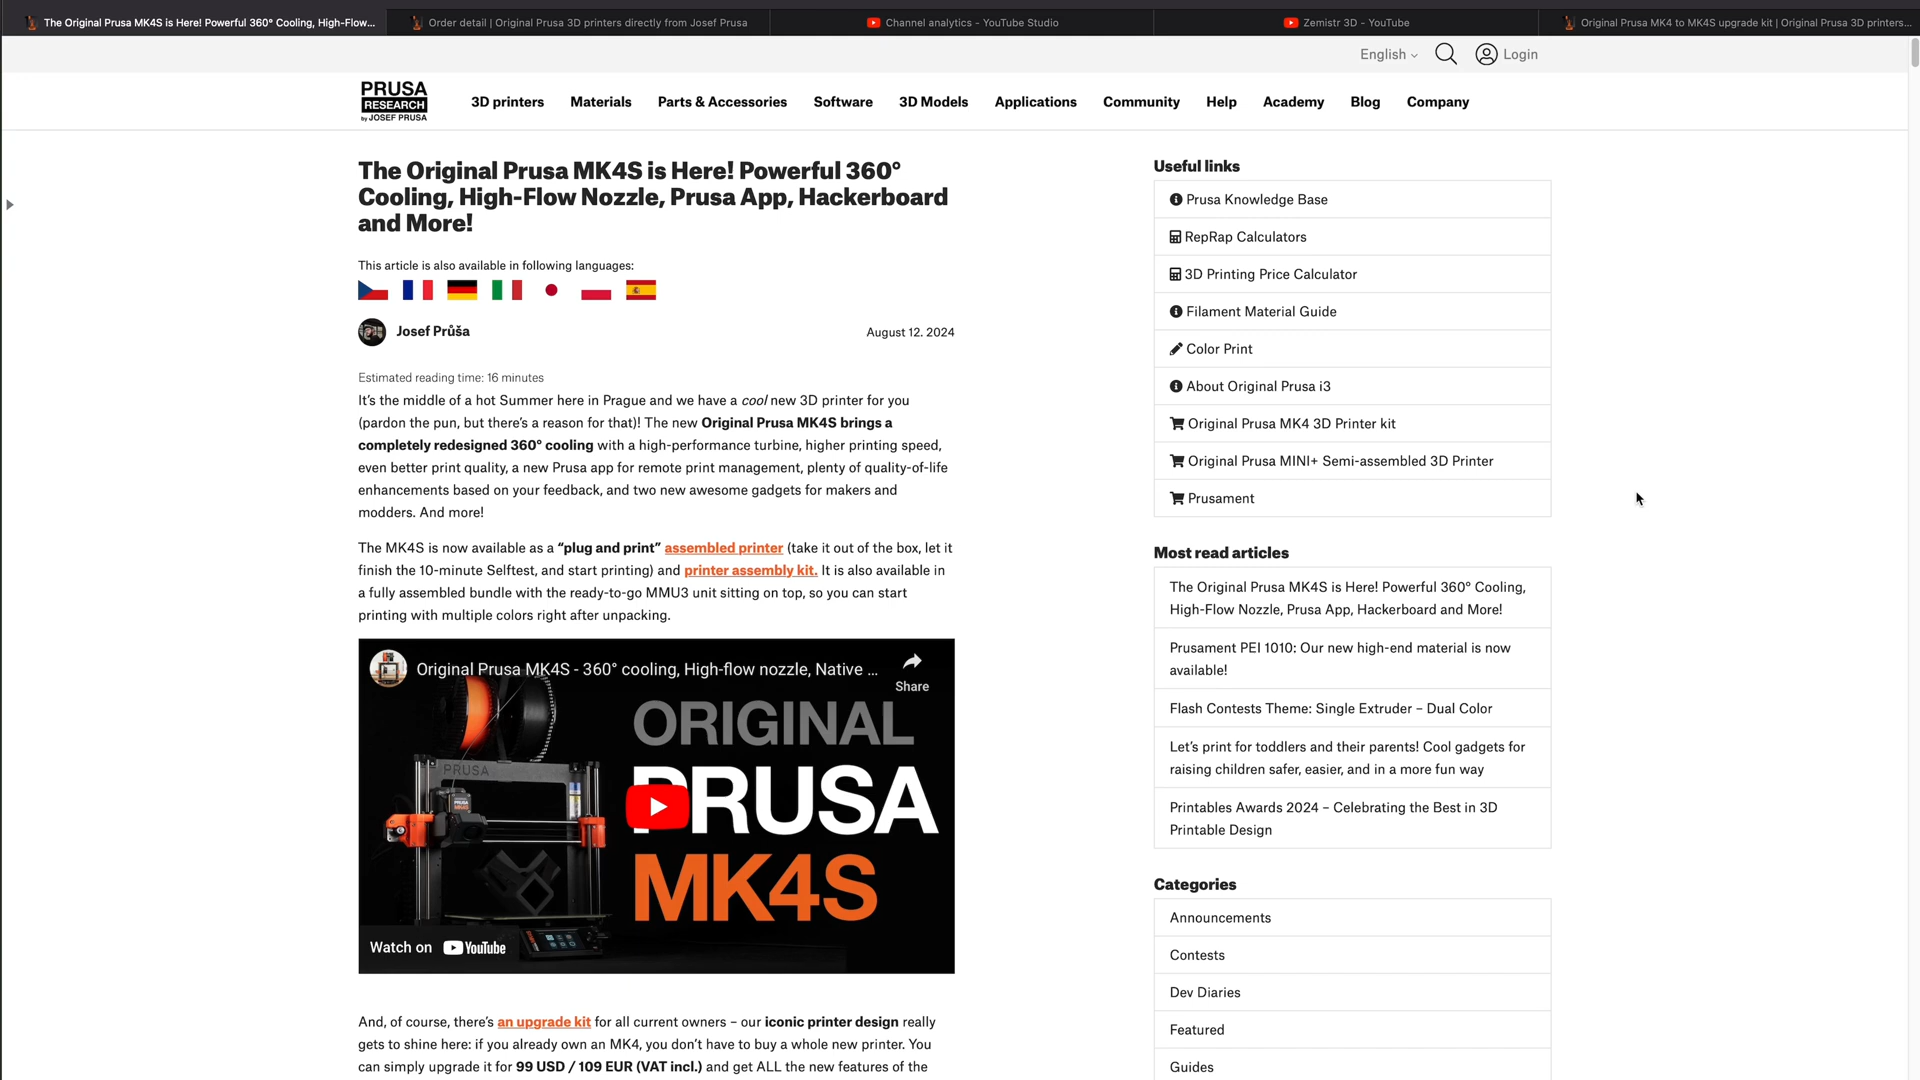 The Original Prusa MK4S is Here! Powerful 360° Cooling, High-Flow...
Order detail | Original Prusa 3D printers directly from Josef Prusa
Channel analytics - YouTube Studio
Zemistr 3D - YouTube
Original Prusa MK4 to MK4S upgrade kit | Original Prusa 3D printers...
English
Login
PRUSA
RESEARCH
by JOSEF PRUSA
3D printers
Materials
Parts & Accessories
Software
3D Models
Applications
Community
Help
Academy
Blog
Company
The Original Prusa MK4S is Here! Powerful 360°
Cooling, High-Flow Nozzle, Prusa App, Hackerboard
and More!
This article is also available in following languages:
Josef Průša
August 12. 2024
Estimated reading time: 16 minutes
It's the middle of a hot Summer here in Prague and we have a cool new 3D printer for you
(pardon the pun, but there's a reason for that)! The new Original Prusa MK4S brings a
completely redesigned 360° cooling with a high-performance turbine, higher printing speed,
even better print quality, a new Prusa app for remote print management, plenty of quality-of-life
enhancements based on your feedback, and two new awesome gadgets for makers and
modders. And more!
The MK4S is now available as a “plug and print” assembled printer (take it out of the box, let it
finish the 10-minute Selftest, and start printing) and printer assembly kit. It is also available in
a fully assembled bundle with the ready-to-go MMU3 unit sitting on top, so you can start
printing with multiple colors right after unpacking.
Original Prusa MK4S - 360° cooling, High-flow nozzle, Native ...
Share
PRUSA
ORIGINAL
PRUSA
MK4S
Watch on YouTube
And, of course, there's an upgrade kit for all current owners – our iconic printer design really
gets to shine here: if you already own an MK4, you don't have to buy a whole new printer. You
can simply upgrade it for 99 USD / 109 EUR (VAT incl.) and get ALL the new features of the
Useful links
Prusa Knowledge Base
RepRap Calculators
3D Printing Price Calculator
Filament Material Guide
Color Print
About Original Prusa i3
Original Prusa MK4 3D Printer kit
Original Prusa MINI+ Semi-assembled 3D Printer
Prusament
Most read articles
The Original Prusa MK4S is Here! Powerful 360° Cooling,
High-Flow Nozzle, Prusa App, Hackerboard and More!
Prusament PEI 1010: Our new high-end material is now
available!
Flash Contests Theme: Single Extruder – Dual Color
Let's print for toddlers and their parents! Cool gadgets for
raising children safer, easier, and in a more fun way
Printables Awards 2024 – Celebrating the Best in 3D
Printable Design
Categories
Announcements
Contests
Dev Diaries
Featured
Guides